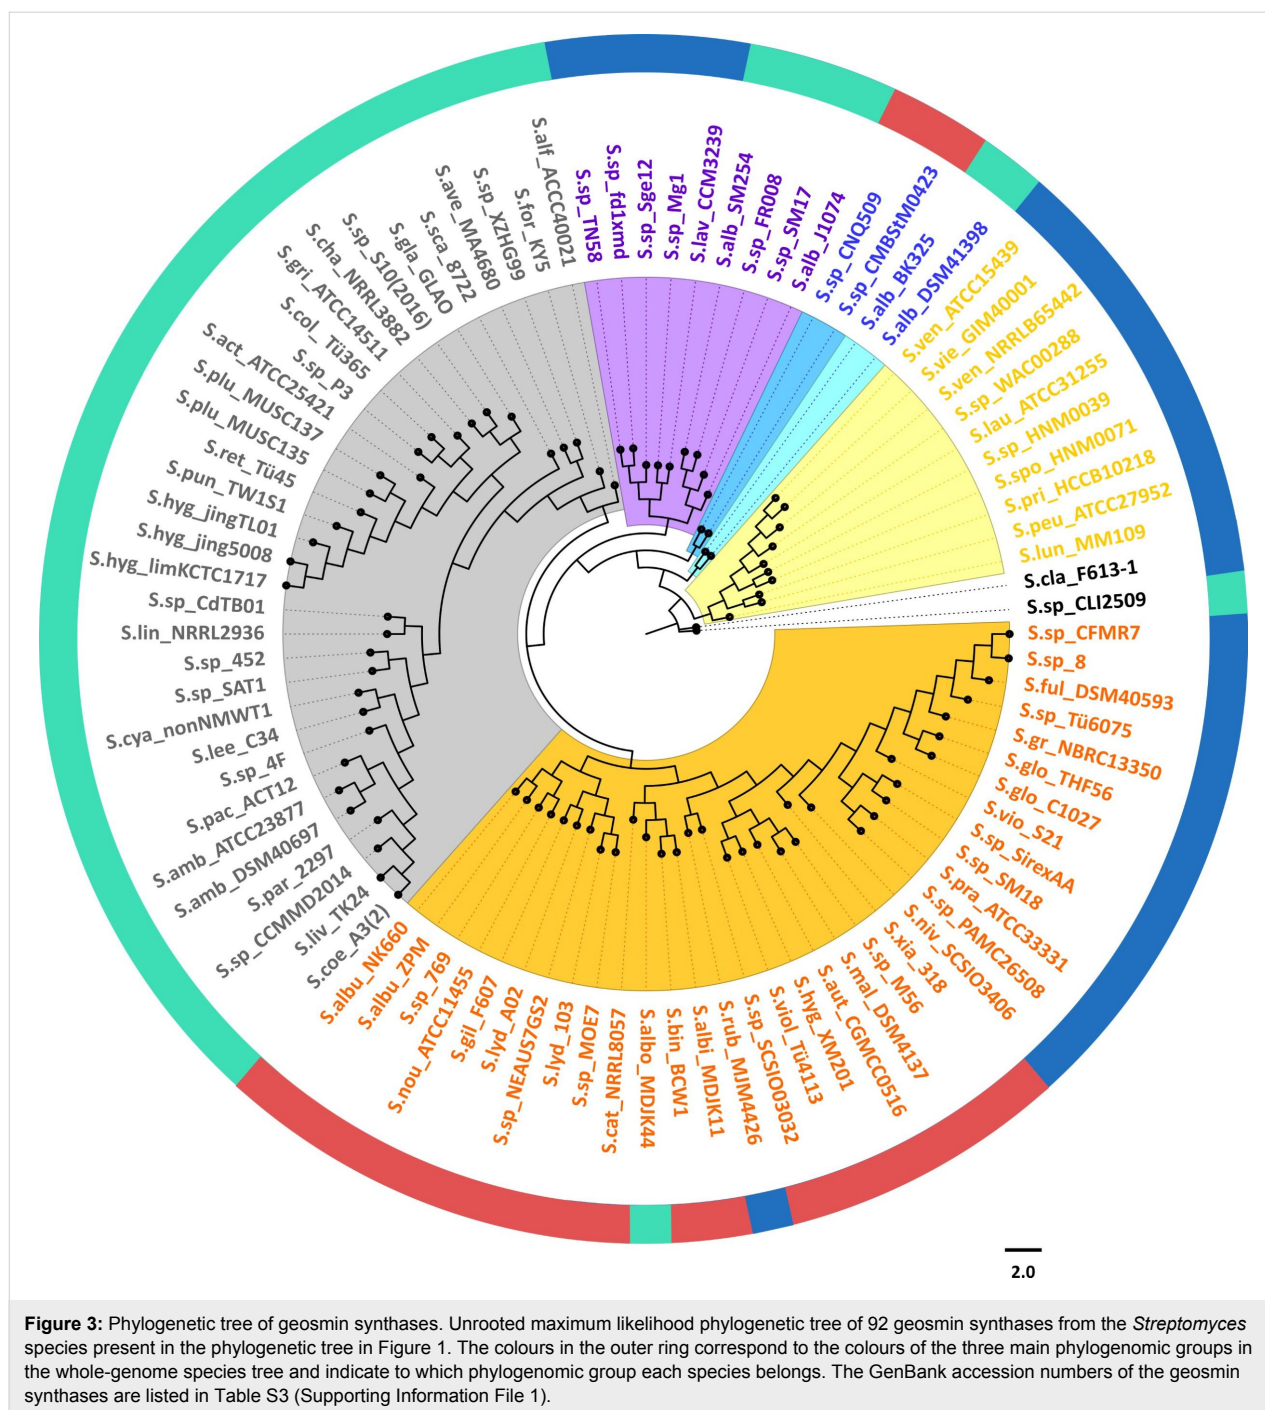 S.alf_ACCC40021
S.sp_TN58
S.sp_fd1xmd
S.sp_Sge12
S.sp_Mg1
S.lav_CCM3239
S.alb_SM254
S.sp_FR008
S.sp_SM17
S.alb_J1074
S.sp_CNQ509
S.sp_CMBStM0423
S.alb_BK325
S.alb_DSM41398
S.ven_ATCC15439
S.vie_GIM40001
S.ven_NRRLB65442
S.sp_WAC00288
S.lau_ATCC31255
S.sp_HNM0039
S.spo_HNM0071
S.pri_HCCB10218
S.peu_ATCC27952
S.lun_MM109
S.cla_F613-1
S.sp_CLI2509
S.sp_CFMR7
S.sp_8
S.ful_DSM40593
S.sp_Tü6075
S.gr_NBRC13350
S.glo_THF56
S.glo_C1027
S.vio_S21
S.sp_SirexAA
S.sp_SM18
S.pra_ATCC33331
S.sp_PAMC26508
S.niv_SCSIO3406
S.xia_318
S.sp_M56
S.mal_DSM4137
S.aut_CGMCC0516
S.hyg_XM201
S.viol_Tü4113
S.sp_SCSIO03032
S.rub_MJM4426
S.albi_MDJK11
S.bin_BCW1
S.albo_MDJK44
S.cat_NRRL8057
S.sp_MOE7
S.lyd_103
S.sp_NEAUS7GS2
S.lyd_A02
S.gil_F607
S.nou_ATCC11455
S.sp_769
S.albu_ZPM
S.albu_NK660
S.coe_A3(2)
S.liv_TK24
S.sp_CCMMD2014
S.par_2297
S.amb_DSM40697
S.amb_ATCC23877
S.pac_ACT12
S.sp_4F
S.lee_C34
S.cya_nonNMWT1
S.sp_SAT1
S.sp_452
S.lin_NRRL2936
S.sp_CdTB01
S.hyg_limKCTC1717
S.hyg_jing5008
S.hyg_jingTL01
S.pun_TW1S1
S.ret_Tü45
S.plu_MUSC135
S.plu_MUSC137
S.act_ATCC25421
S.sp_P3
S.col_Tü365
S.gri_ATCC14511
S.cha_NRRL3882
S.sp_S10(2016)
S.gla_GLAO
S.sca_8722
S.ave_MA4680
S.sp_XZHG99
S.for_KY5
2.0
Figure 3: Phylogenetic tree of geosmin synthases. Unrooted maximum likelihood phylogenetic tree of 92 geosmin synthases from the Streptomyces
species present in the phylogenetic tree in Figure 1. The colours in the outer ring correspond to the colours of the three main phylogenomic groups in
the whole-genome species tree and indicate to which phylogenomic group each species belongs. The GenBank accession numbers of the geosmin
synthases are listed in Table S3 (Supporting Information File 1).